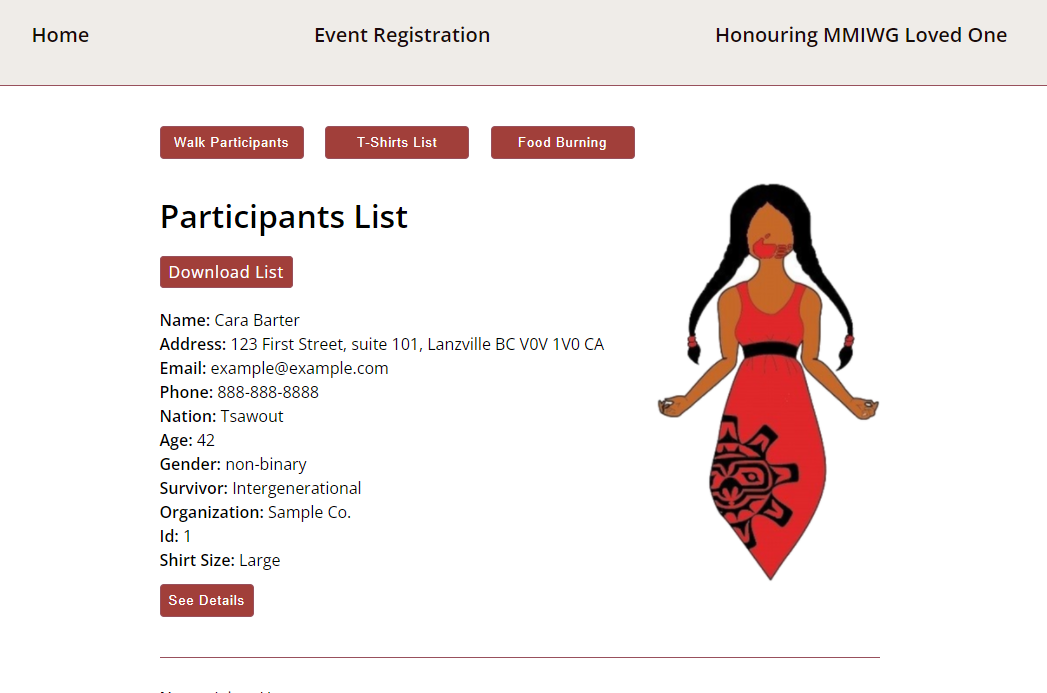 Home
Event Registration
Honouring MMIWG Loved One
Walk Participants
T-Shirts List
Food Burning
Participants List
Download List
Name: Cara Barter
Address: 123 First Street, suite 101, Lanzville BC V0V 1V0 CA
Email: example@example.com
Phone: 888-888-8888
Nation: Tsawout
Age: 42
Gender: non-binary
Survivor: Intergenerational
Organization: Sample Co.
Id: 1
Shirt Size: Large
See Details